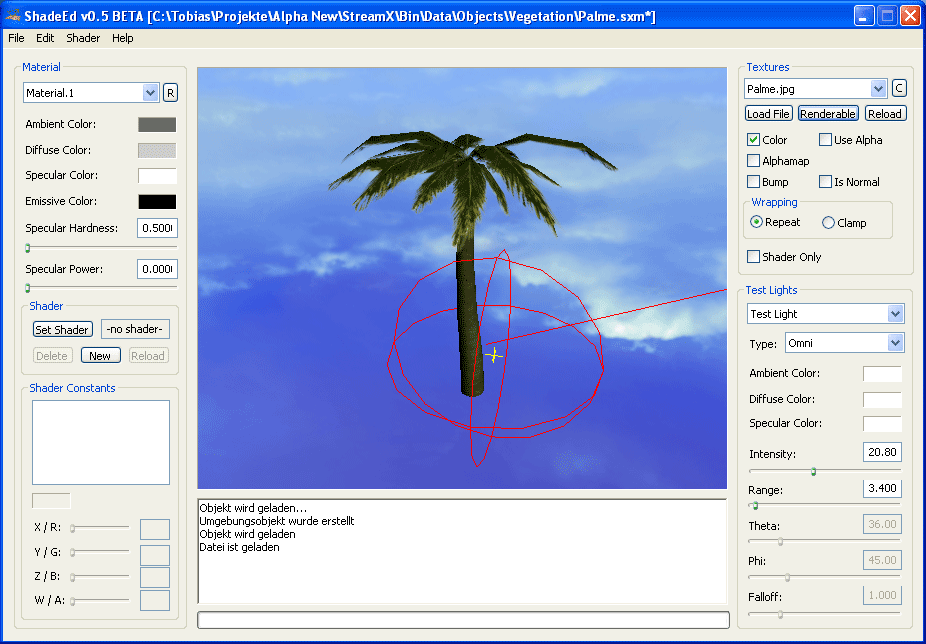 ShadeEd v0.5 BETA [C:\Tobias\Projekte\Alpha New\StreamX\Bin\Data\Objects\Vegetation\Palme.sxm*]
File Edit Shader Help
Material
Material.1 R
Ambient Color:
Diffuse Color:
Specular Color:
Emissive Color:
Specular Hardness: 0.500
Specular Power: 0.000
Shader
Set Shader -no shader-
Delete New Reload
Shader Constants
X / R:
Y / G:
Z / B:
W / A:
Objekt wird geladen...
Umgebungsobjekt wurde erstellt
Objekt wird geladen
Datei ist geladen
Textures
Palme.jpg C
Load File Renderable Reload
Color Use Alpha
Alphamap
Bump Is Normal
Wrapping
Repeat Clamp
Shader Only
Test Lights
Test Light
Type: Omni
Ambient Color:
Diffuse Color:
Specular Color:
Intensity: 20.80
Range: 3.400
Theta: 36.00
Phi: 45.00
Falloff: 1.000